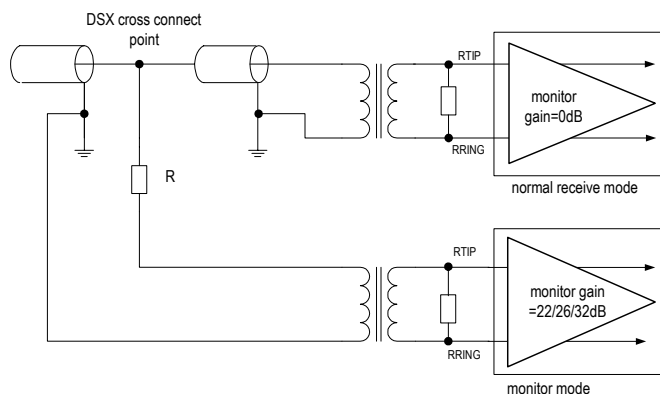 DSX cross connect
point
RTIP
monitor
gain=0dB
RRING
normal receive mode
R
RTIP
monitor gain
=22/26/32dB
RRING
monitor mode